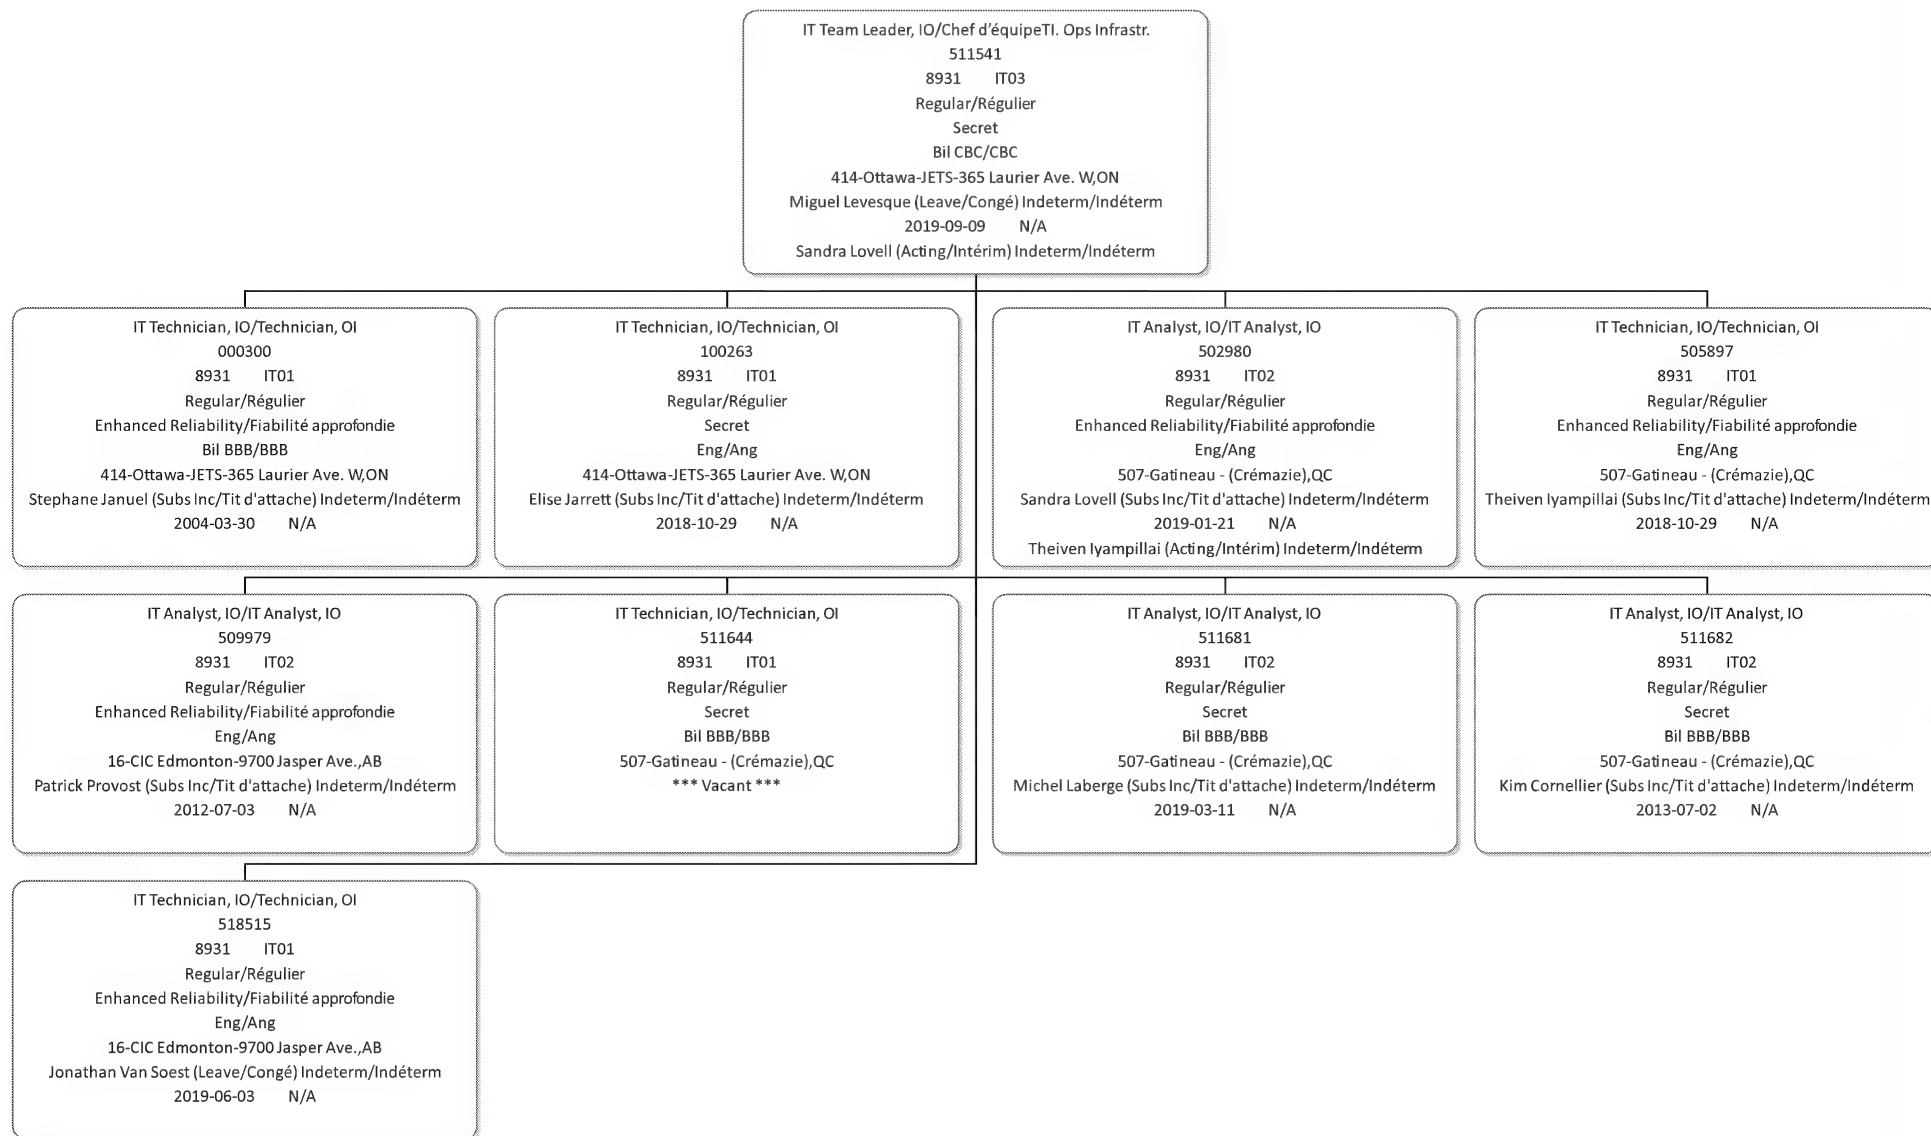 IT Team Leader, IO/Chef d'équipeTI. Ops Infrastr.
511541
8931 IT03
Regular/Régulier
Secret
Bil CBC/CBC
414-Ottawa-JETS-365 Laurier Ave. W,ON
Miguel Levesque (Leave/Congé) Indeterm/Indéterm
2019-09-09 N/A
Sandra Lovell (Acting/Intérim) Indeterm/Indéterm
IT Technician, IO/Technician, OI
000300
8931 IT01
Regular/Régulier
Enhanced Reliability/Fiabilité approfondie
Bil BBB/BBB
414-Ottawa-JETS-365 Laurier Ave. W,ON
Stephane Januel (Subs Inc/Tit d'attache) Indeterm/Indéterm
2004-03-30 N/A
IT Technician, IO/Technician, OI
100263
8931 IT01
Regular/Régulier
Secret
Eng/Ang
414-Ottawa-JETS-365 Laurier Ave. W,ON
Elise Jarrett (Subs Inc/Tit d'attache) Indeterm/Indéterm
2018-10-29 N/A
IT Analyst, IO/IT Analyst, IO
502980
8931 IT02
Regular/Régulier
Enhanced Reliability/Fiabilité approfondie
Eng/Ang
507-Gatineau - (Crémazie),QC
Sandra Lovell (Subs Inc/Tit d'attache) Indeterm/Indéterm
2019-01-21 N/A
Theiven Iyampillai (Acting/Intérim) Indeterm/Indéterm
IT Technician, IO/Technician, OI
505897
8931 IT01
Regular/Régulier
Enhanced Reliability/Fiabilité approfondie
Eng/Ang
507-Gatineau - (Crémazie),QC
Theiven Iyampillai (Subs Inc/Tit d'attache) Indeterm/Indéterm
2018-10-29 N/A
IT Analyst, IO/IT Analyst, IO
509979
8931 IT02
Regular/Régulier
Enhanced Reliability/Fiabilité approfondie
Eng/Ang
16-CIC Edmonton-9700 Jasper Ave.,AB
Patrick Provost (Subs Inc/Tit d'attache) Indeterm/Indéterm
2012-07-03 N/A
IT Technician, IO/Technician, OI
511644
8931 IT01
Regular/Régulier
Secret
Bil BBB/BBB
507-Gatineau - (Crémazie),QC
*** Vacant ***
IT Analyst, IO/IT Analyst, IO
511681
8931 IT02
Regular/Régulier
Secret
Bil BBB/BBB
507-Gatineau - (Crémazie),QC
Michel Laberge (Subs Inc/Tit d'attache) Indeterm/Indéterm
2019-03-11 N/A
IT Analyst, IO/IT Analyst, IO
511682
8931 IT02
Regular/Régulier
Secret
Bil BBB/BBB
507-Gatineau - (Crémazie),QC
Kim Cornellier (Subs Inc/Tit d'attache) Indeterm/Indéterm
2013-07-02 N/A
IT Technician, IO/Technician, OI
518515
8931 IT01
Regular/Régulier
Enhanced Reliability/Fiabilité approfondie
Eng/Ang
16-CIC Edmonton-9700 Jasper Ave.,AB
Jonathan Van Soest (Leave/Congé) Indeterm/Indéterm
2019-06-03 N/A